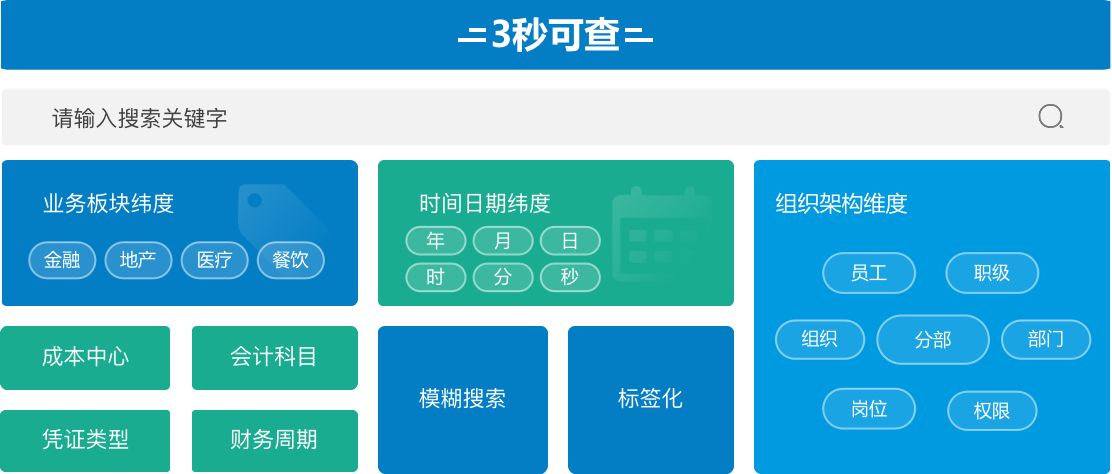 3秒可查
请输入搜索关键字
业务板块纬度
金融 地产 医疗 餐饮
时间日期纬度
年 月 日
时 分 秒
组织架构维度
员工 职级
组织 分部 部门
岗位 权限
成本中心
会计科目
凭证类型
财务周期
模糊搜索
标签化